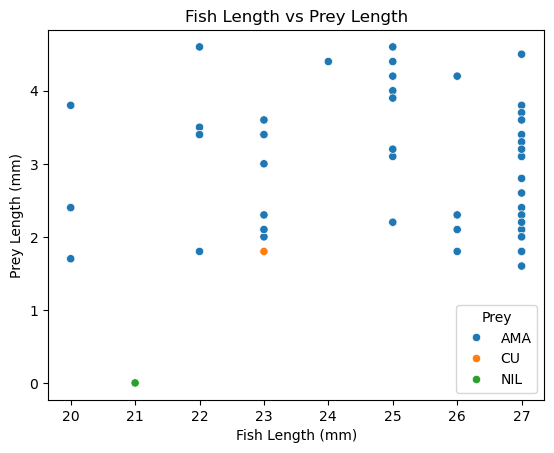 Fish Length vs Prey Length
Prey Length (mm)
4
3
2
1
0
20 21 22 23 24 25 26 27
Fish Length (mm)
Prey
AMA
CU
NIL